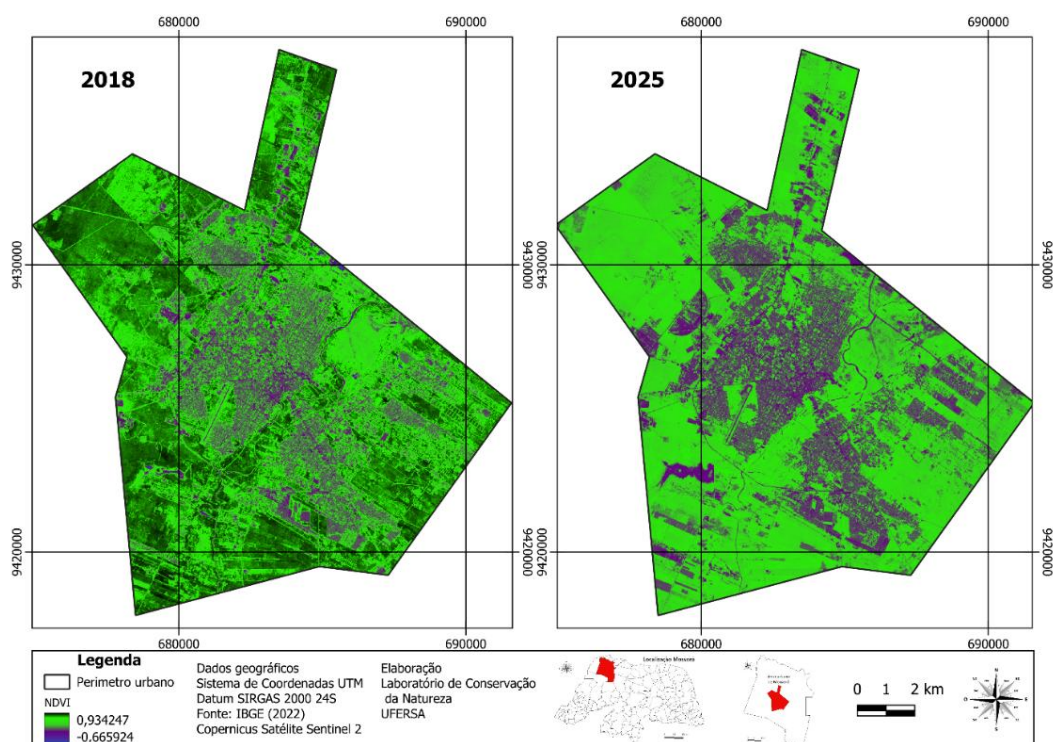 680000
690000
680000
690000
2018
2025
9430000
9430000
9430000
9420000
9420000
9420000
680000
690000
680000
690000
Legenda
Perimetro urbano
NDVI
0,934247
-0.665924
Dados geográficos
Sistema de Coordenadas UTM
Datum SIRGAS 2000 24S
Fonte: IBGE (2022)
Copernicus Satélite Sentinel 2
Elaboração
Laboratório de Conservação
da Natureza
UFERSA
Localização Mossoró
0 1 2 km